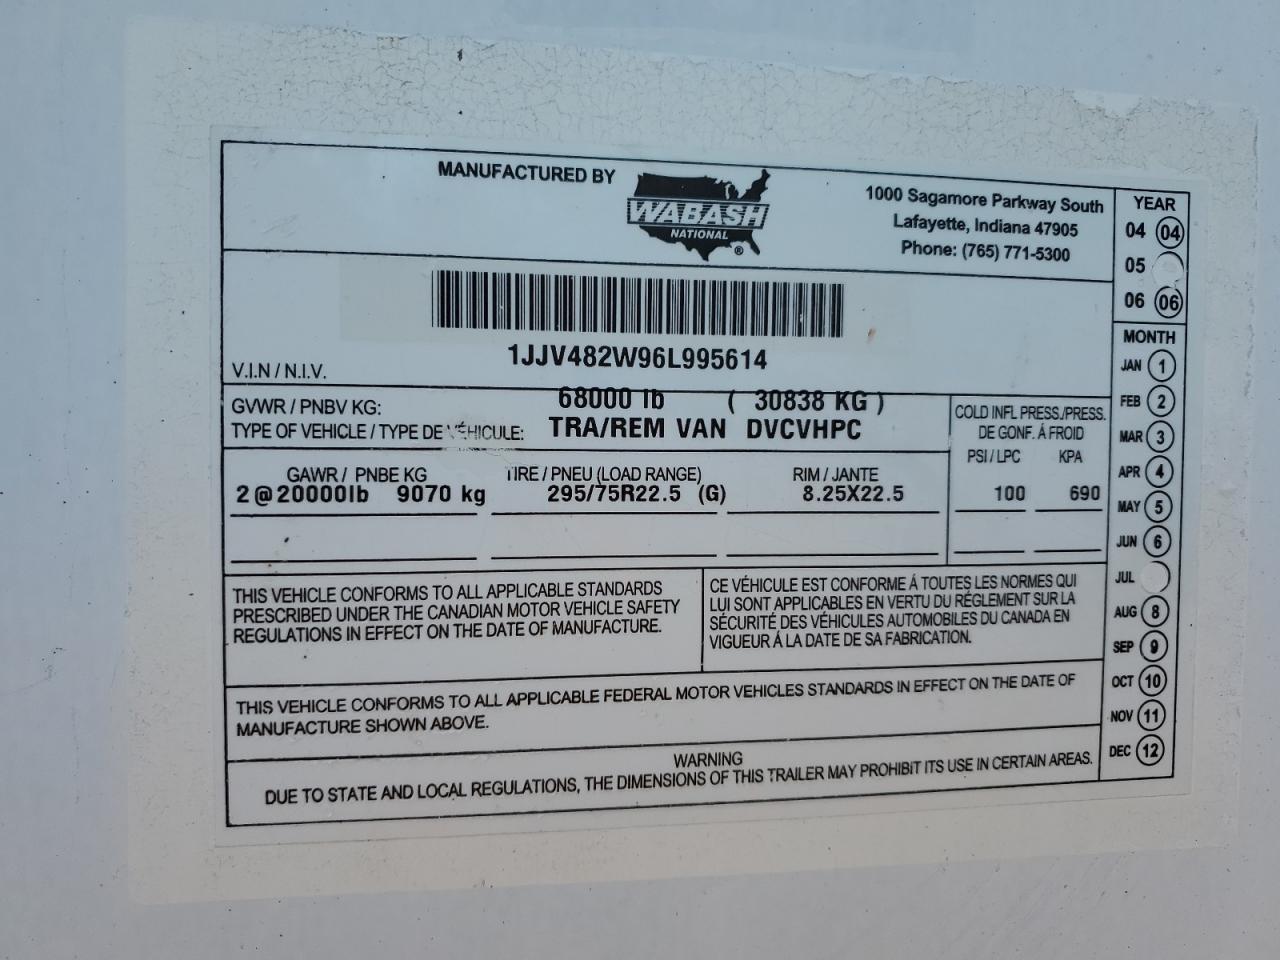 MANUFACTURED BY
WABASH
NATIONAL ®
1000 Sagamore Parkway South
Lafayette, Indiana 47905
Phone: (765) 771-5300
1JJV482W96L995614
V.I.N / N.I.V.
GVWR / PNBV KG: 68000 lb ( 30838 KG )
TYPE OF VEHICLE / TYPE DE VÉHICULE: TRA/REM VAN DVCVHPC
COLD INFL PRESS./PRESS.
DE GONF. À FROID
PSI / LPC KPA
100 690
GAWR / PNBE KG TIRE / PNEU (LOAD RANGE) RIM / JANTE
2@20000lb 9070 kg 295/75R22.5 (G) 8.25X22.5
THIS VEHICLE CONFORMS TO ALL APPLICABLE STANDARDS
PRESCRIBED UNDER THE CANADIAN MOTOR VEHICLE SAFETY
REGULATIONS IN EFFECT ON THE DATE OF MANUFACTURE.
CE VÉHICULE EST CONFORME À TOUTES LES NORMES QUI
LUI SONT APPLICABLES EN VERTU DU RÉGLEMENT SUR LA
SÉCURITÉ DES VÉHICULES AUTOMOBILES DU CANADA EN
VIGUEUR À LA DATE DE SA FABRICATION.
THIS VEHICLE CONFORMS TO ALL APPLICABLE FEDERAL MOTOR VEHICLES STANDARDS IN EFFECT ON THE DATE OF
MANUFACTURE SHOWN ABOVE.
WARNING
DUE TO STATE AND LOCAL REGULATIONS, THE DIMENSIONS OF THIS TRAILER MAY PROHIBIT ITS USE IN CERTAIN AREAS.
YEAR
04 04
05
06 06
MONTH
JAN 1
FEB 2
MAR 3
APR 4
MAY 5
JUN 6
JUL
AUG 8
SEP 9
OCT 10
NOV 11
DEC 12